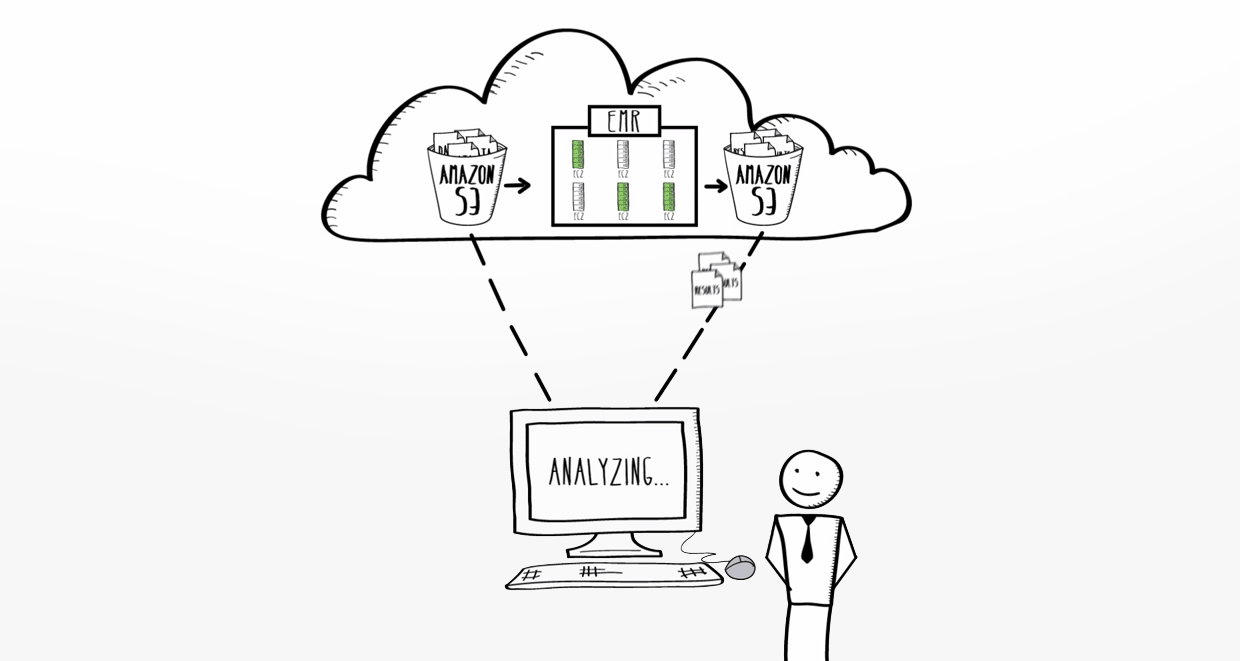 EMR
AMAZON
S3
EC2
EC2
EC2
EC2
EC2
EC2
AMAZON
S3
RESULTS
ANALYZING...